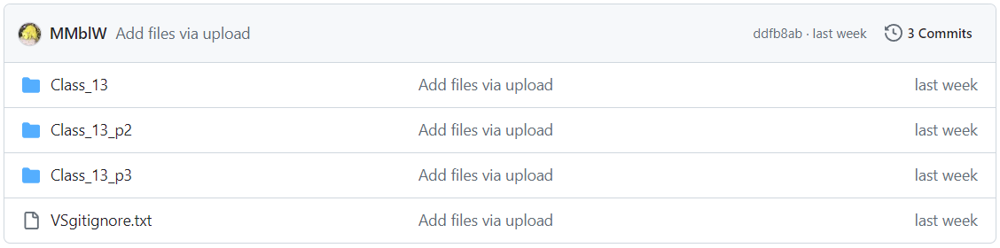 MMblW Add files via upload ddfb8ab · last week 3 Commits
Class_13 Add files via upload last week
Class_13_p2 Add files via upload last week
Class_13_p3 Add files via upload last week
VSgitignore.txt Add files via upload last week